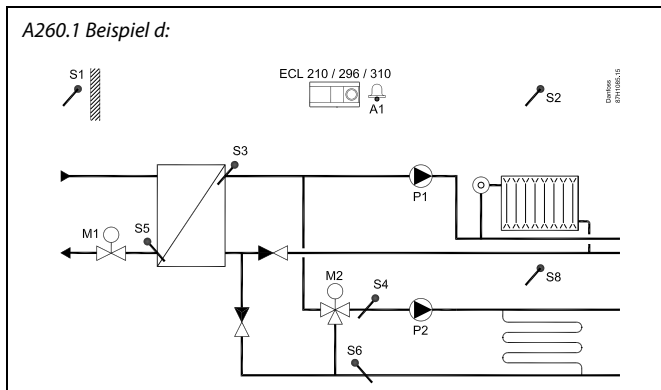 A260.1 Beispiel d:
S1
ECL 210 / 296 / 310
A1
S2
Danfoss
87H1085.15
S3
P1
M1
S5
S8
M2
S4
P2
S6